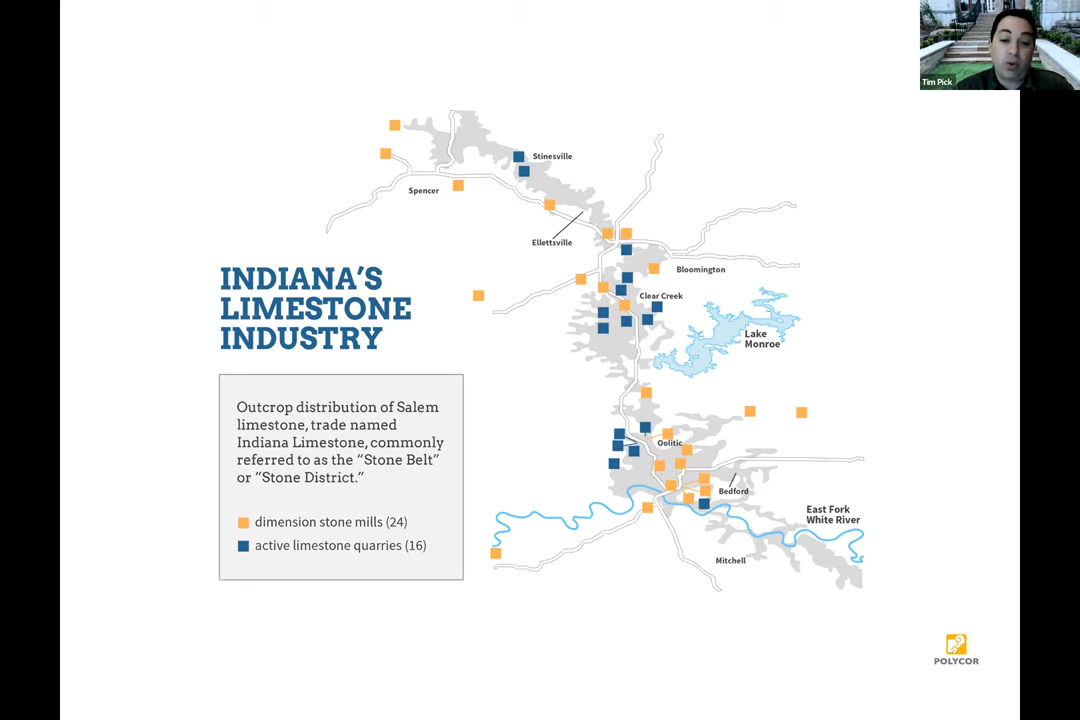 Tim Pick
Stinesville
Spencer
Ellettsville
INDIANA’S
LIMESTONE
INDUSTRY
Bloomington
Clear Creek
Lake
Monroe
Outcrop distribution of Salem
limestone, trade named
Indiana Limestone, commonly
referred to as the “Stone Belt”
or “Stone District.”
dimension stone mills (24)
active limestone quarries (16)
Oolitic
Bedford
East Fork
White River
Mitchell
POLYCOR